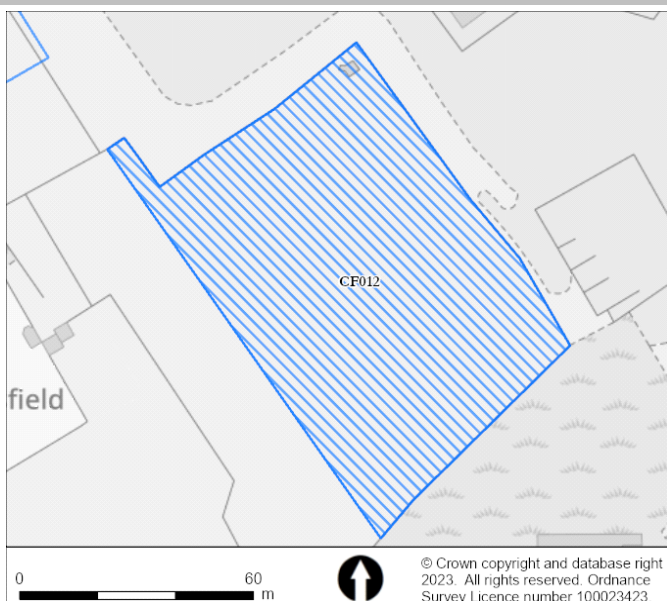 CF012
field
0 60
m
© Crown copyright and database right
2023. All rights reserved. Ordnance
Survey Licence number 100023423